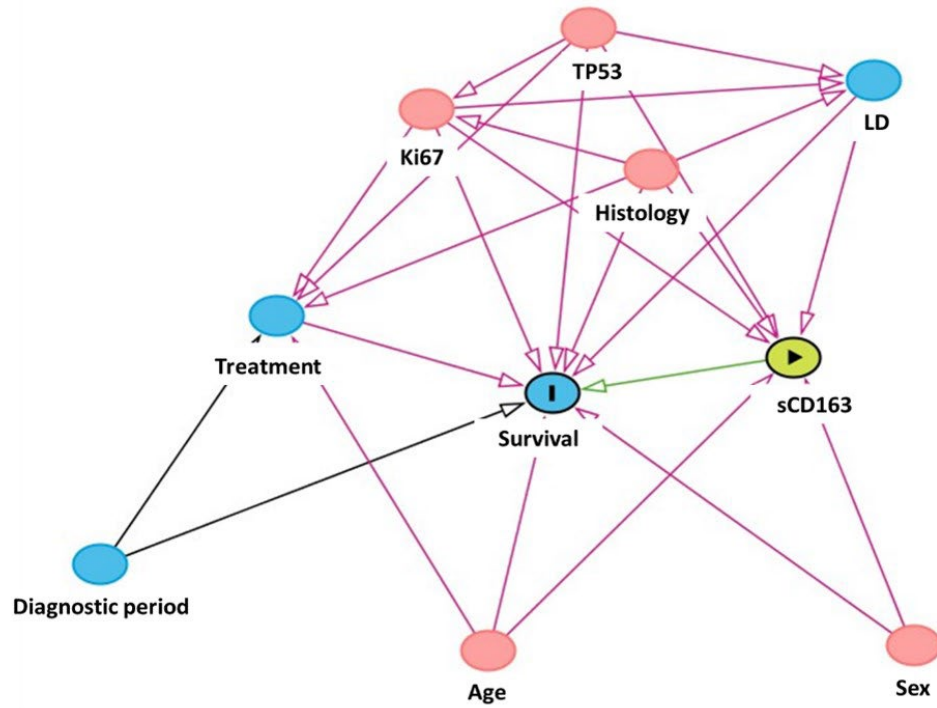 TP53
LD
Ki67
Histology
Treatment
sCD163
Survival
Diagnostic period
Age
Sex